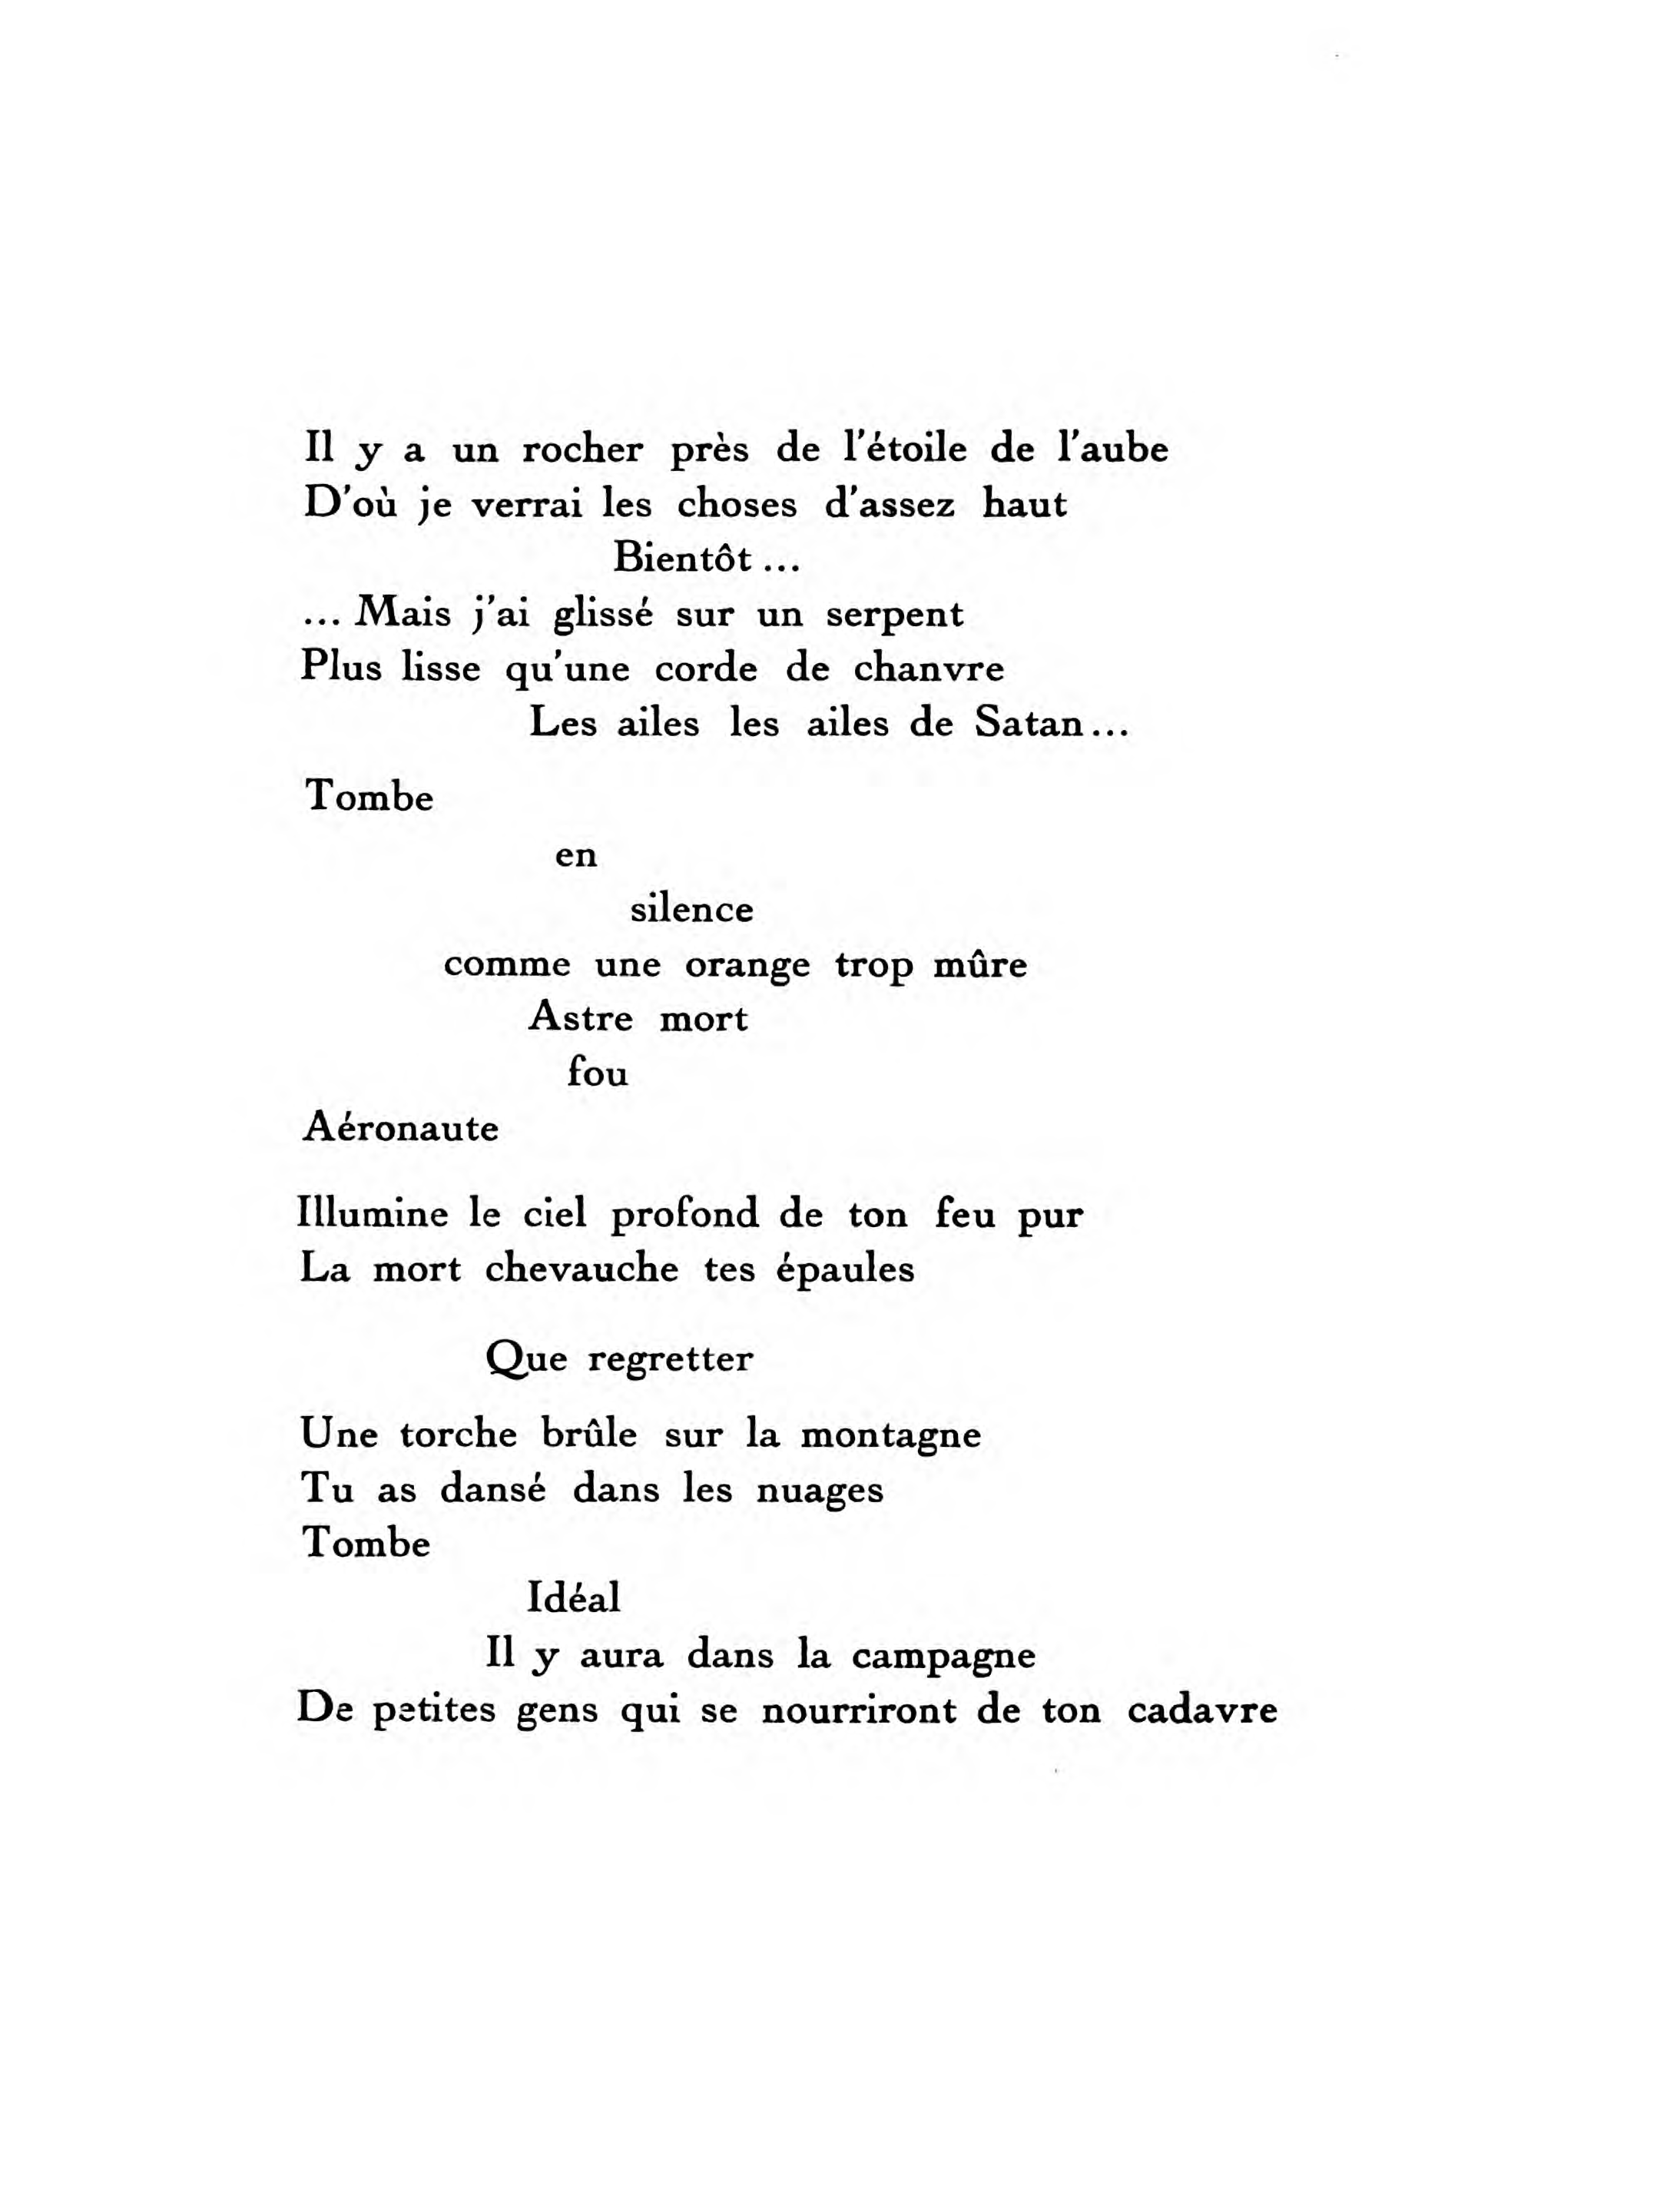 Il y a un rocher près de l'étoile de l'aube
D'où je verrai les choses d'assez haut
Bientôt ...
... Mais j'ai glissé sur un serpent
Plus lisse qu'une corde de chanvre
Les ailes les ailes de Satan ...
Tombe
en
silence
comme une orange trop mûre
Astre mort
fou
Aéronaute
Illumine le ciel profond de ton feu pur
La mort chevauche tes épaules
Que regretter
Une torche brûle sur la montagne
Tu as dansé dans les nuages
Tombe
Idéal
Il y aura dans la campagne
De petites gens qui se nourriront de ton cadavre